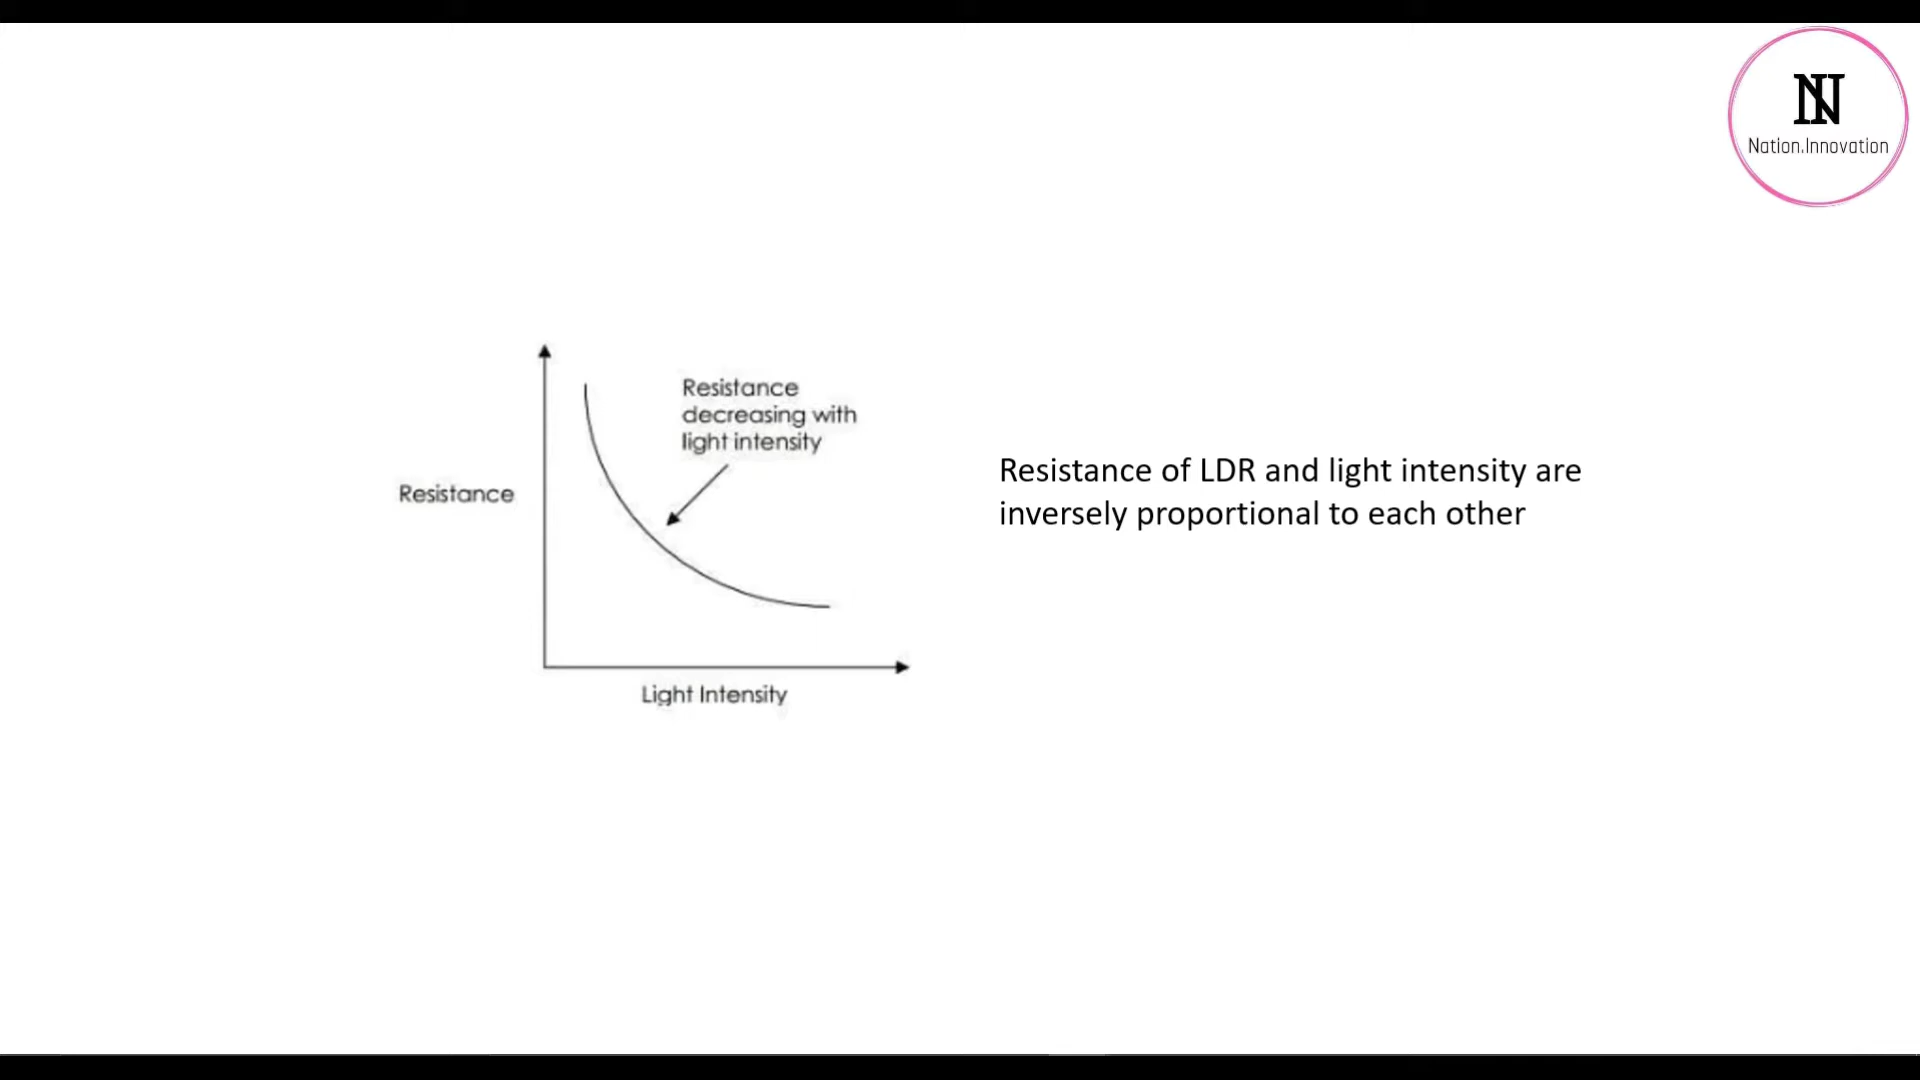 NI
Nation.Innovation
Resistance
decreasing with
light intensity
Resistance
Light Intensity
Resistance of LDR and light intensity are
inversely proportional to each other